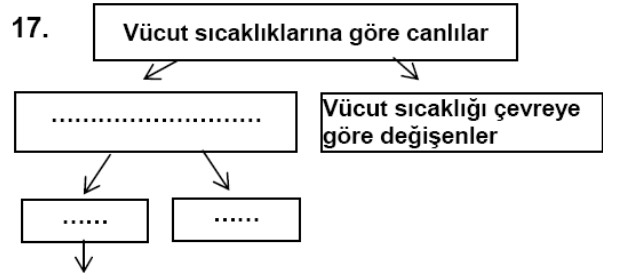 17.
Vücut sıcaklıklarına göre canlılar
...........................
Vücut sıcaklığı çevreye
göre değişenler
......
......